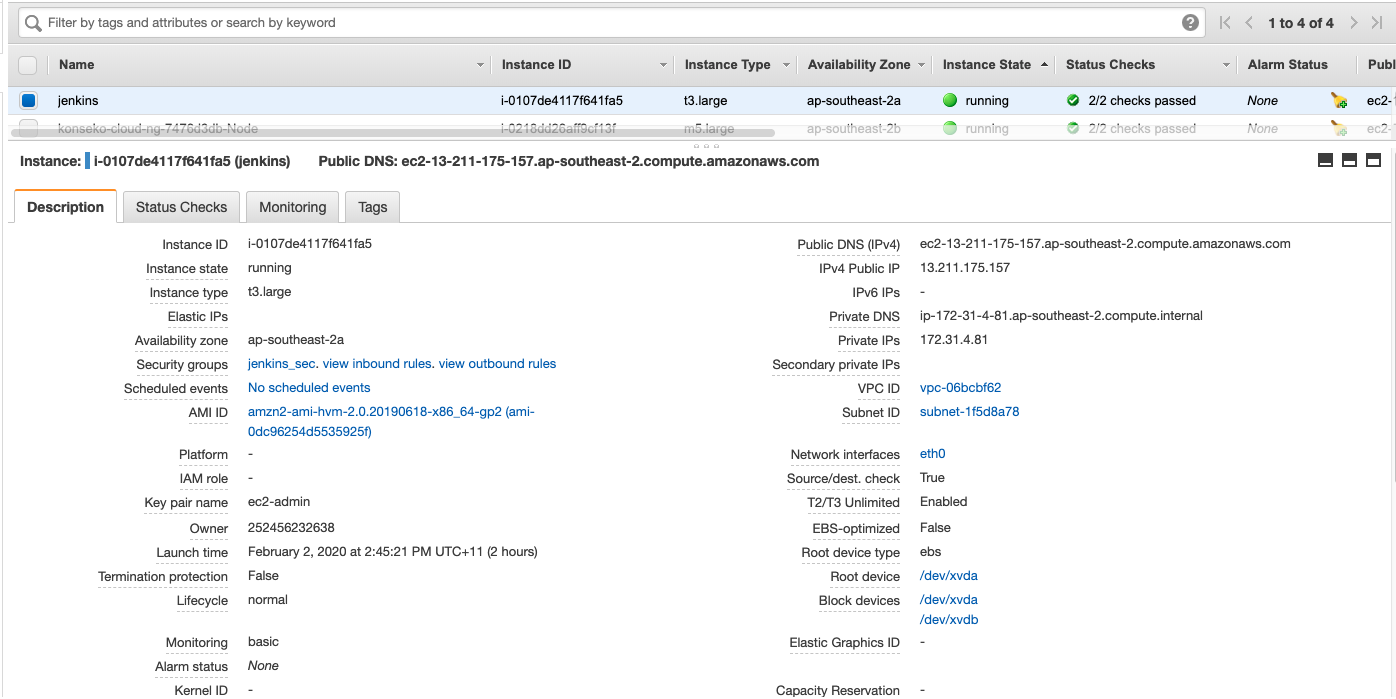 Filter by tags and attributes or search by keyword
1 to 4 of 4
Name Instance ID Instance Type Availability Zone Instance State Status Checks Alarm Status Publ
jenkins i-0107de4117f641fa5 t3.large ap-southeast-2a running 2/2 checks passed None ec2-
konseko-cloud-ng-7476d3db-Node i-0218dd26aff9cf13f m5.large ap-southeast-2b running 2/2 checks passed None ec2-
Instance: i-0107de4117f641fa5 (jenkins) Public DNS: ec2-13-211-175-157.ap-southeast-2.compute.amazonaws.com
Description Status Checks Monitoring Tags
Instance ID i-0107de4117f641fa5 Public DNS (IPv4) ec2-13-211-175-157.ap-southeast-2.compute.amazonaws.com
Instance state running IPv4 Public IP 13.211.175.157
Instance type t3.large IPv6 IPs -
Elastic IPs Private DNS ip-172-31-4-81.ap-southeast-2.compute.internal
Availability zone ap-southeast-2a Private IPs 172.31.4.81
Security groups jenkins_sec. view inbound rules. view outbound rules Secondary private IPs
Scheduled events No scheduled events VPC ID vpc-06bcbf62
AMI ID amzn2-ami-hvm-2.0.20190618-x86_64-gp2 (ami- Subnet ID subnet-1f5d8a78
0dc96254d5535925f)
Platform - Network interfaces eth0
IAM role - Source/dest. check True
Key pair name ec2-admin T2/T3 Unlimited Enabled
Owner 252456232638 EBS-optimized False
Launch time February 2, 2020 at 2:45:21 PM UTC+11 (2 hours) Root device type ebs
Termination protection False Root device /dev/xvda
Lifecycle normal Block devices /dev/xvda
/dev/xvdb
Monitoring basic Elastic Graphics ID -
Alarm status None
Kernel ID - Capacity Reservation -